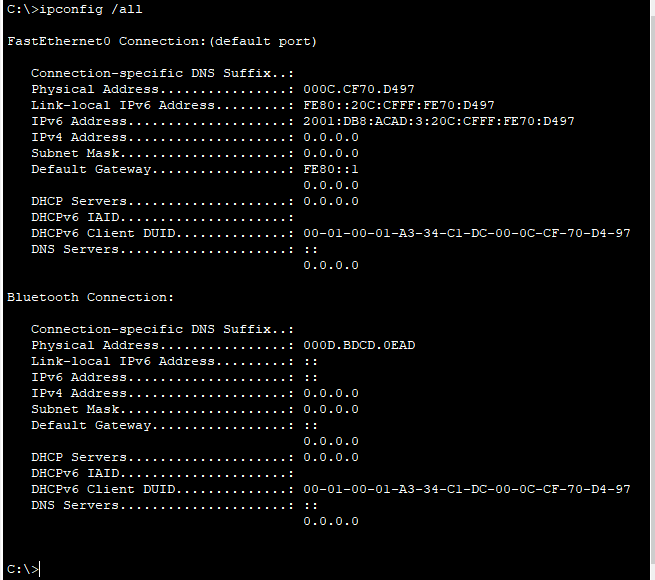 C:\>ipconfig /all
FastEthernet0 Connection:(default port)
Connection-specific DNS Suffix..:
Physical Address................: 000C.CF70.D497
Link-local IPv6 Address.........: FE80::20C:CFFF:FE70:D497
IPv6 Address....................: 2001:DB8:ACAD:3:20C:CFFF:FE70:D497
IPv4 Address....................: 0.0.0.0
Subnet Mask.....................: 0.0.0.0
Default Gateway.................: FE80::1
0.0.0.0
DHCP Servers....................: 0.0.0.0
DHCPv6 IAID.....................:
DHCPv6 Client DUID..............: 00-01-00-01-A3-34-C1-DC-00-0C-CF-70-D4-97
DNS Servers.....................: ::
0.0.0.0
Bluetooth Connection:
Connection-specific DNS Suffix..:
Physical Address................: 000D.BDCD.0EAD
Link-local IPv6 Address.........: ::
IPv6 Address....................: ::
IPv4 Address....................: 0.0.0.0
Subnet Mask.....................: 0.0.0.0
Default Gateway.................: ::
0.0.0.0
DHCP Servers....................: 0.0.0.0
DHCPv6 IAID.....................:
DHCPv6 Client DUID..............: 00-01-00-01-A3-34-C1-DC-00-0C-CF-70-D4-97
DNS Servers.....................: ::
0.0.0.0
C:\>